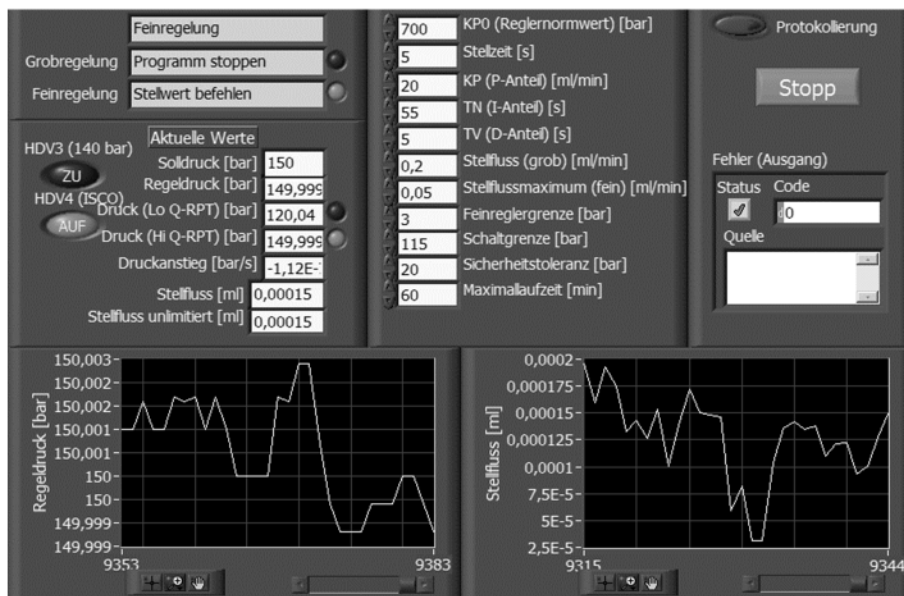 Feinregelung
Grobregelung Programm stoppen
Feinregelung Stellwert befehlen
HDV3 (140 bar)
ZU
HDV4 (ISCO)
AUF
Aktuelle Werte
Solldruck [bar] 150
Regeldruck [bar] 149,999
Druck (Lo Q-RPT) [bar] 120,04
Druck (Hi Q-RPT) [bar] 149,999
Druckanstieg [bar/s] -1,12E-
Stellfluss [ml] 0,00015
Stellfluss unlimitiert [ml] 0,00015
700 KP0 (Reglernormwert) [bar]
5 Stellzeit [s]
20 KP (P-Anteil) [ml/min]
55 TN (I-Anteil) [s]
5 TV (D-Anteil) [s]
0,2 Stellfluss (grob) [ml/min]
0,05 Stellflussmaximum (fein) [ml/min]
3 Feinreglergrenze [bar]
115 Schaltgrenze [bar]
20 Sicherheitstoleranz [bar]
60 Maximallaufzeit [min]
Protokollierung
Stopp
Fehler (Ausgang)
Status Code
d 0
Quelle
Regeldruck [bar]
150,003
150,002
150,002
150,001
150,001
150
150
149,999
149,999
9353 9383
Stellfluss [ml]
0,0002
0,000175
0,00015
0,000125
0,0001
7,5E-5
5E-5
2,5E-5
9315 9344